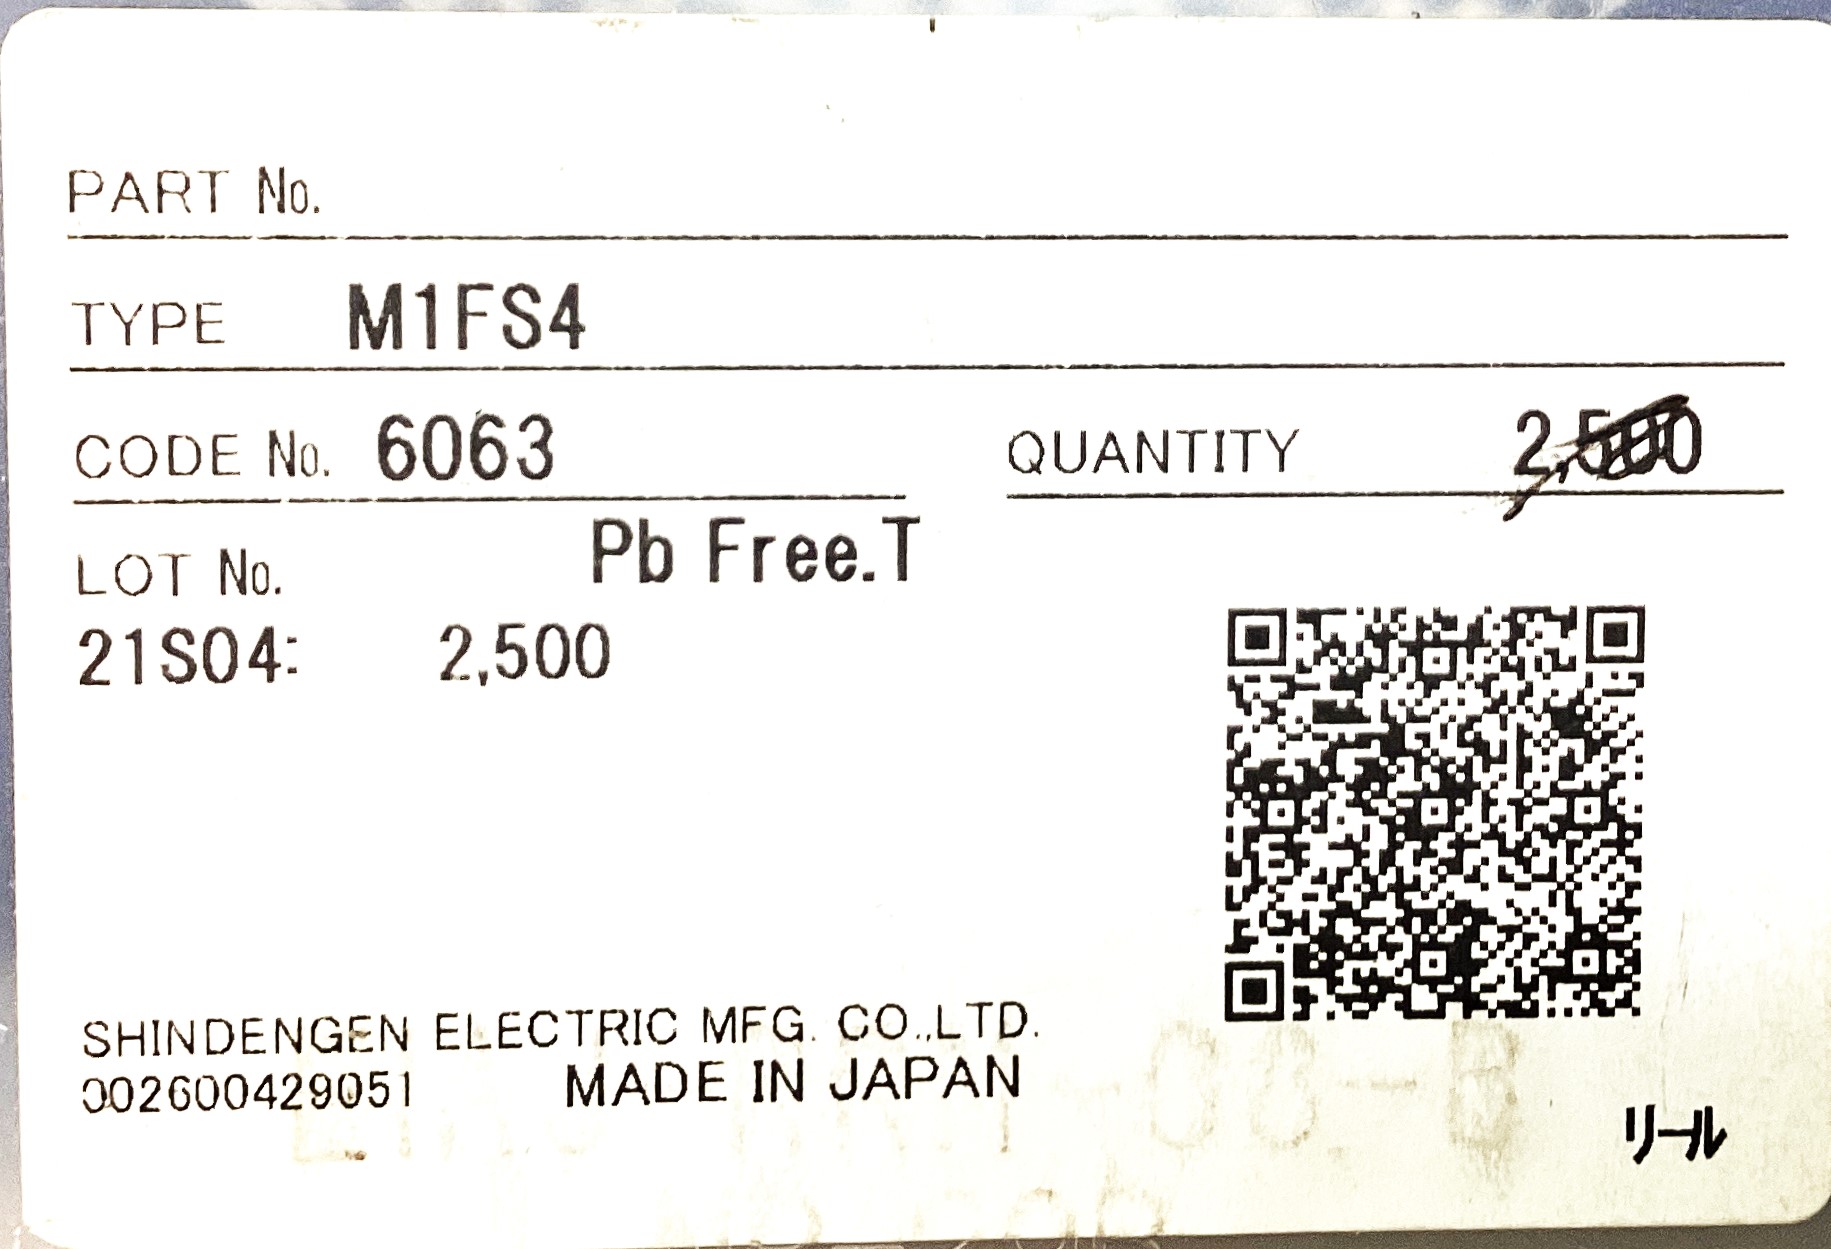 PART No.
TYPE M1FS4
CODE No. 6063 QUANTITY 2,500
LOT No. Pb Free.T
21S04: 2,500
SHINDENGEN ELECTRIC MFG. CO.,LTD.
002600429051 MADE IN JAPAN
リール